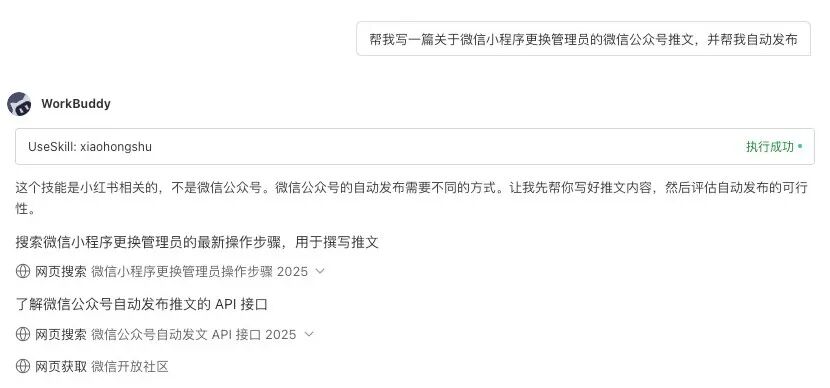 帮我写一篇关于微信小程序更换管理员的微信公众号推文，并帮我自动发布
WorkBuddy
UseSkill: xiaohongshu 执行成功
这个技能是小红书相关的，不是微信公众号。微信公众号的自动发布需要不同的方式。让我先帮你写好推文内容，然后评估自动发布的可行
性。
搜索微信小程序更换管理员的最新操作步骤，用于撰写推文
网页搜索 微信小程序更换管理员操作步骤 2025
了解微信公众号自动发布推文的 API 接口
网页搜索 微信公众号自动发文 API 接口 2025
网页获取 微信开放社区